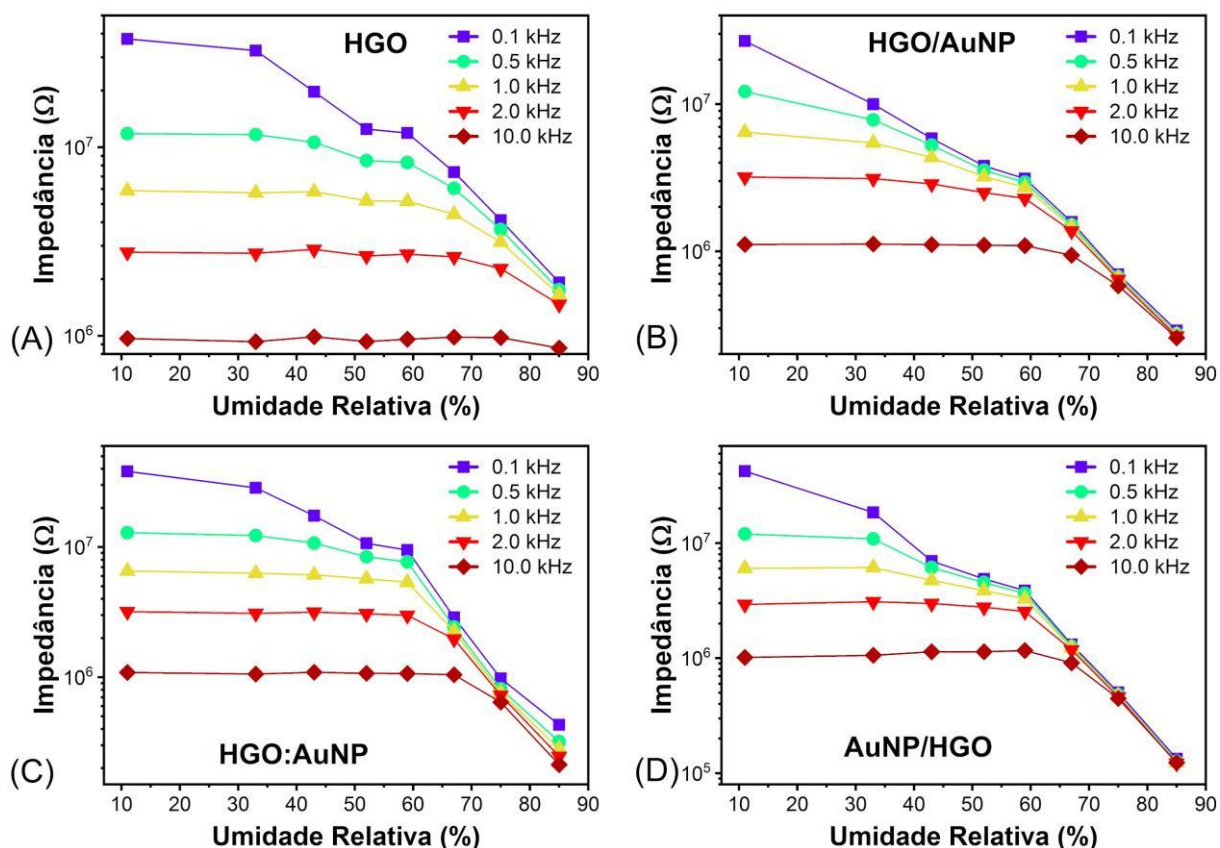 HGO
0.1 kHz
0.5 kHz
1.0 kHz
2.0 kHz
10.0 kHz
10⁷
10⁶
Impedância (Ω)
(A)
10 20 30 40 50 60 70 80 90
Umidade Relativa (%)
HGO/AuNP
0.1 kHz
0.5 kHz
1.0 kHz
2.0 kHz
10.0 kHz
10⁷
10⁶
Impedância (Ω)
(B)
10 20 30 40 50 60 70 80 90
Umidade Relativa (%)
0.1 kHz
0.5 kHz
1.0 kHz
2.0 kHz
10.0 kHz
10⁷
10⁶
Impedância (Ω)
HGO:AuNP
(C)
10 20 30 40 50 60 70 80 90
Umidade Relativa (%)
0.1 kHz
0.5 kHz
1.0 kHz
2.0 kHz
10.0 kHz
10⁷
10⁶
10⁵
Impedância (Ω)
AuNP/HGO
(D)
10 20 30 40 50 60 70 80 90
Umidade Relativa (%)